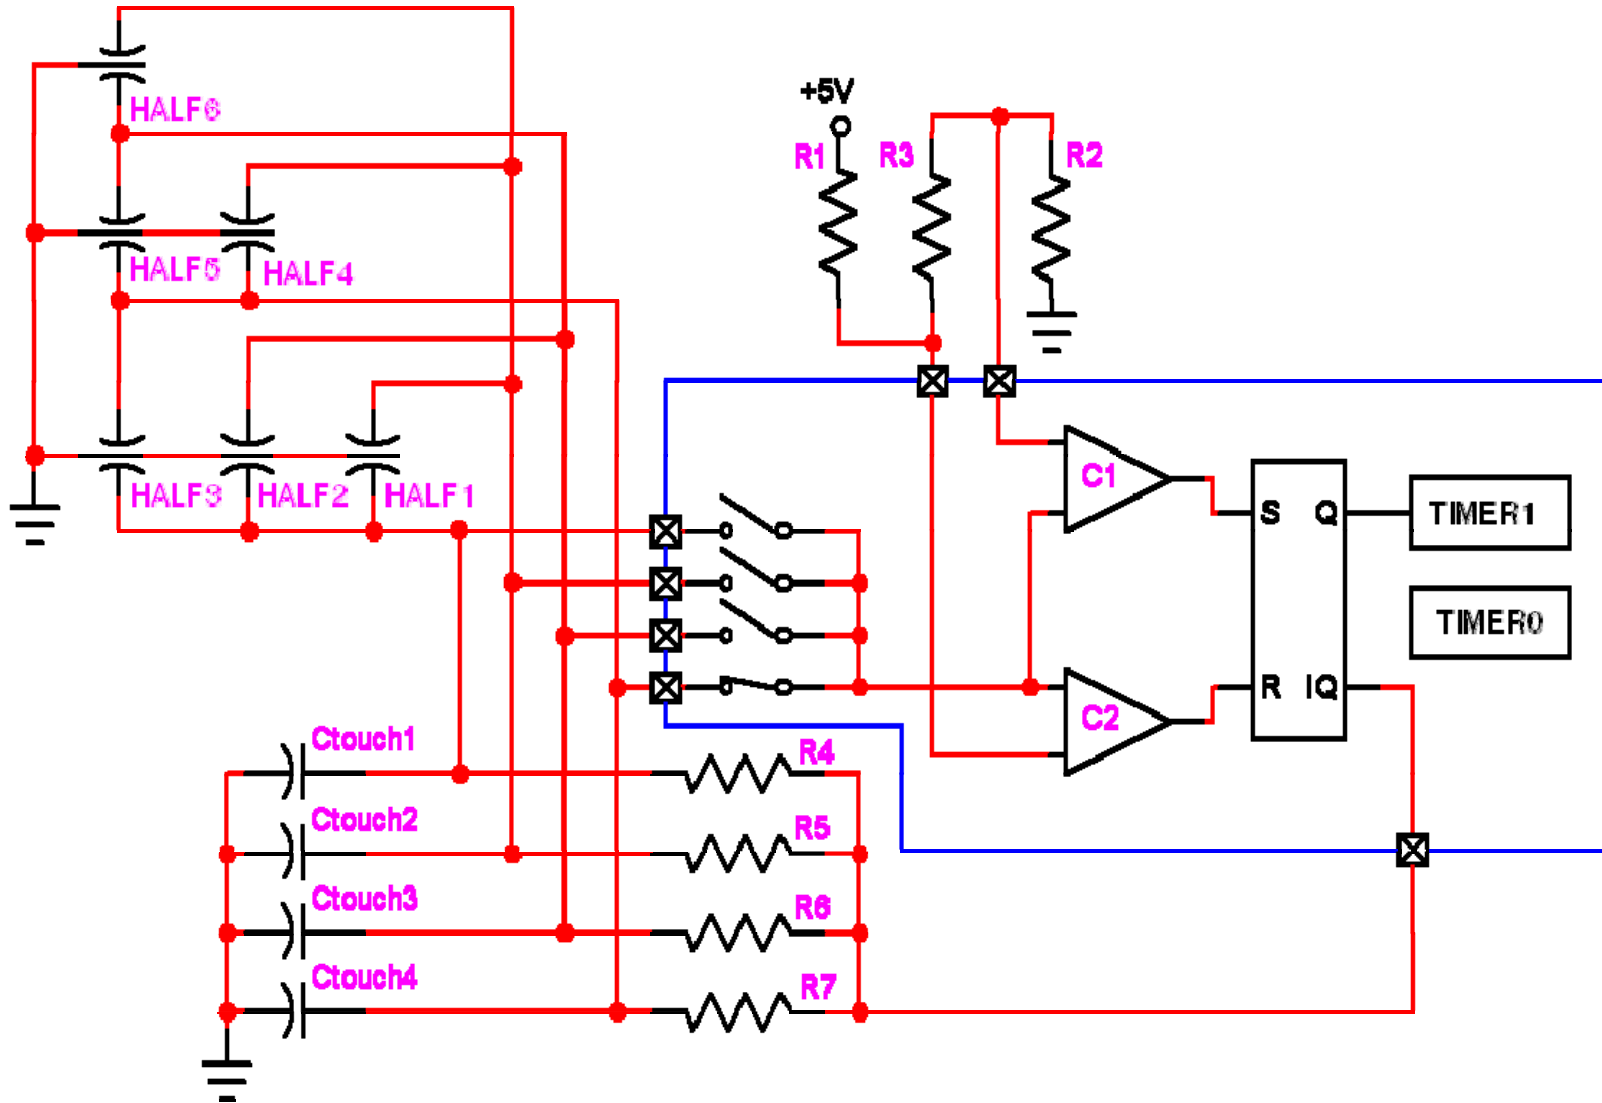 HALF6
+5V
R1
R3
R2
HALF5
HALF4
C1
HALF3
HALF2
HALF1
S
Q
TIMER1
TIMER0
R
IQ
C2
Ctouch1
R4
Ctouch2
R5
Ctouch3
R6
Ctouch4
R7